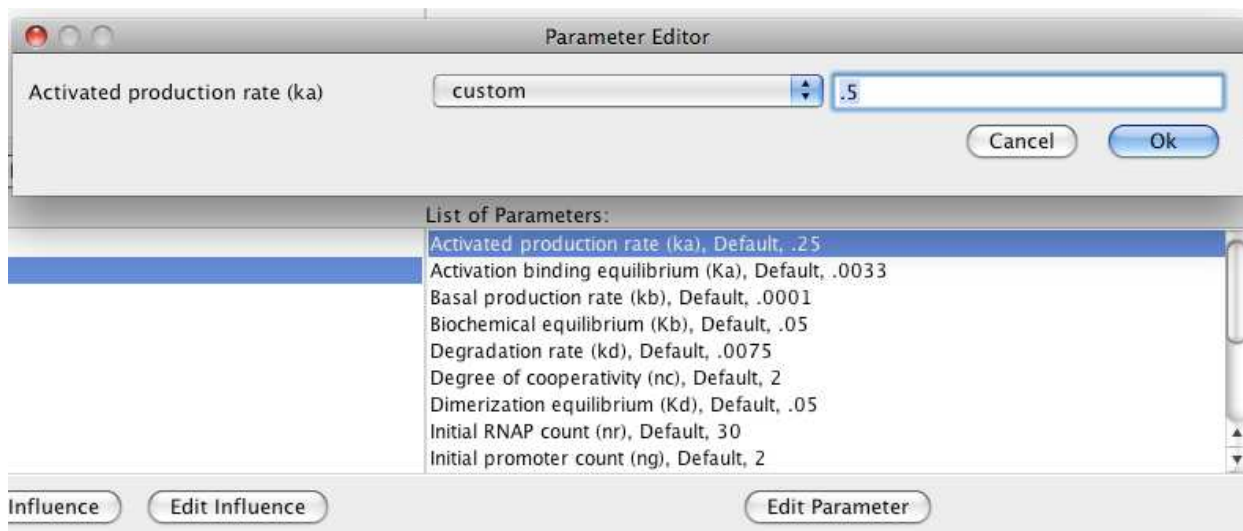 Parameter Editor
Activated production rate (ka) custom .5
Cancel Ok
List of Parameters:
Activated production rate (ka), Default, .25
Activation binding equilibrium (Ka), Default, .0033
Basal production rate (kb), Default, .0001
Biochemical equilibrium (Kb), Default, .05
Degradation rate (kd), Default, .0075
Degree of cooperativity (nc), Default, 2
Dimerization equilibrium (Kd), Default, .05
Initial RNAP count (nr), Default, 30
Initial promoter count (ng), Default, 2
Influence Edit Influence Edit Parameter